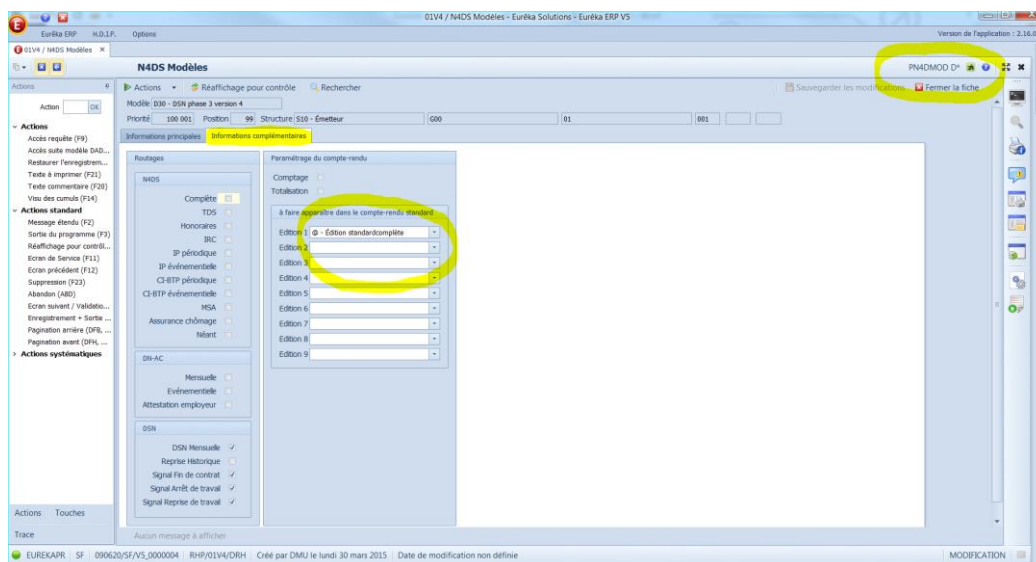 01V4 / N4DS Modèles - Eurêka Solutions - Eurêka ERP V5
Eurêka ERP H.D.I.P. Options
Version de l'application : 2.16.0
01V4 / N4DS Modèles
N4DS Modèles
PN4DMOD D*
Actions
Actions Réaffichage pour contrôle Rechercher
Sauvegarder les modifications Fermer la fiche
Action OK
Modèle D30 - DSN phase 3 version 4
Priorité 100 001 Position 99 Structure S10 - Émetteur G00 01 001
Informations principales Informations complémentaires
Actions
Accès requête (F9)
Accès suite modèle DAD...
Restaurer l'enregistrem...
Texte à imprimer (F21)
Texte commentaire (F20)
Visu des cumuls (F14)
Actions standard
Message étendu (F2)
Sortie du programme (F3)
Réaffichage pour contrôl...
Ecran de Service (F11)
Ecran précédent (F12)
Suppression (F23)
Abandon (ABD)
Ecran suivant / Validatio...
Enregistrement + Sortie ...
Pagination arrière (DFB, ...
Pagination avant (DFH, ...
Actions systématiques
Routages
N4DS
Complète
TDS
Honoraires
IRC
IP périodique
IP événementielle
CI-BTP périodique
CI-BTP événementielle
MSA
Assurance chômage
Néant
DN-AC
Mensuelle
Evénementielle
Attestation employeur
DSN
DSN Mensuelle
Reprise Historique
Signal Fin de contrat
Signal Arrêt de travail
Signal Reprise de travail
Paramétrage du compte-rendu
Comptage
Totalisation
à faire apparaître dans le compte-rendu standard
Edition 1 @ - Édition standardcomplète
Edition 2
Edition 3
Edition 4
Edition 5
Edition 6
Edition 7
Edition 8
Edition 9
Actions Touches
Trace
Aucun message à afficher
EUREKAPR SF 090620/SF/V5_0000004 RHP/01V4/DRH Créé par DMU le lundi 30 mars 2015 Date de modification non définie MODIFICATION